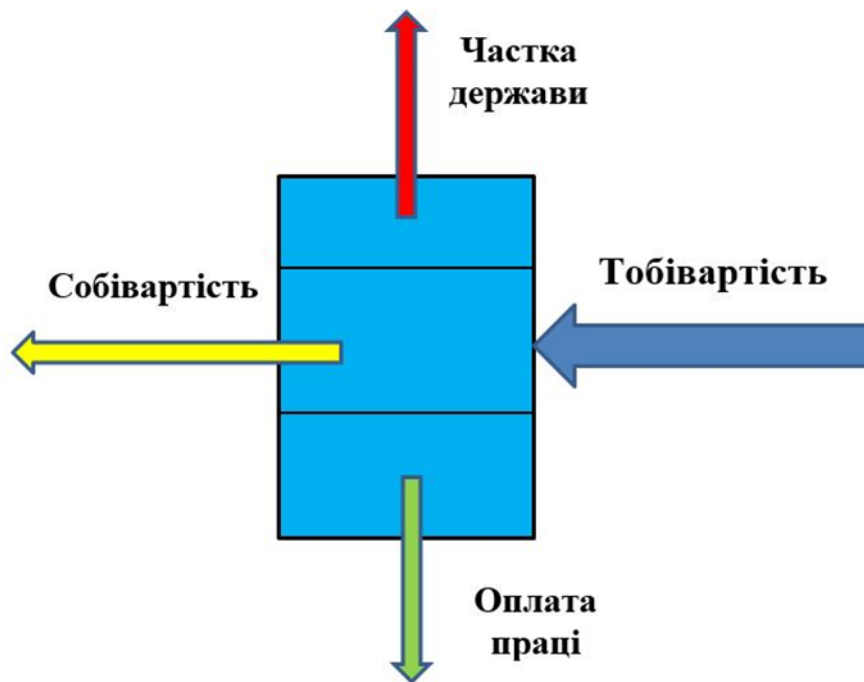 Частка
держави
Собівартість
Тобівартість
Оплата
праці